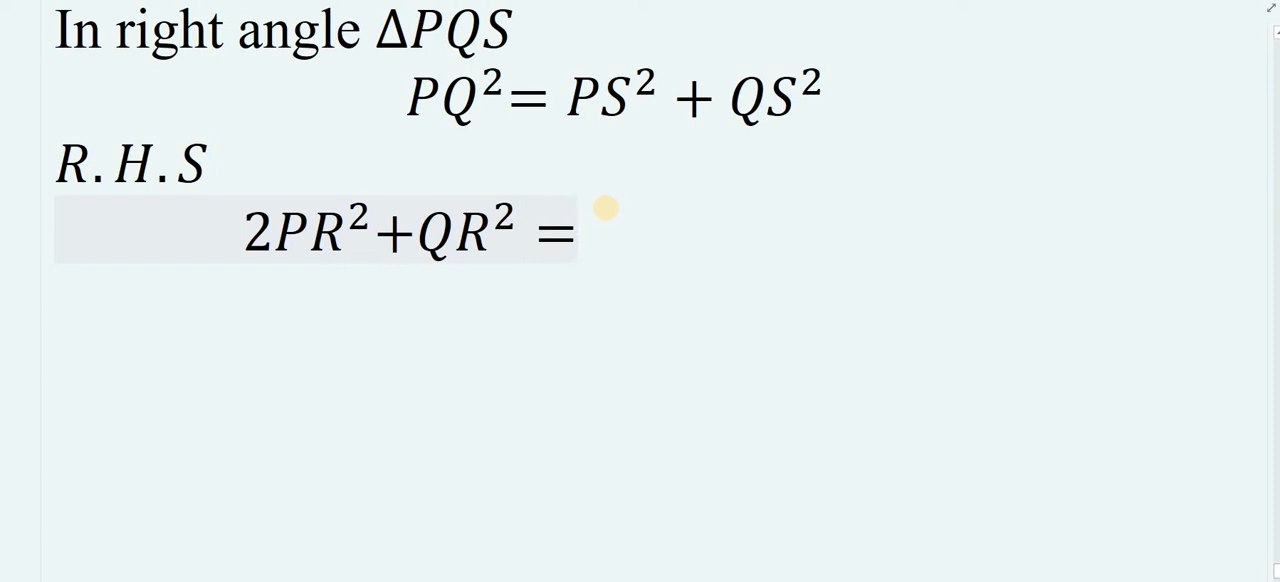 In right angle Δ𝑃𝑄𝑆
𝑃𝑄²= 𝑃𝑆² + 𝑄𝑆²
𝑅.𝐻.𝑆
2𝑃𝑅²+𝑄𝑅² =